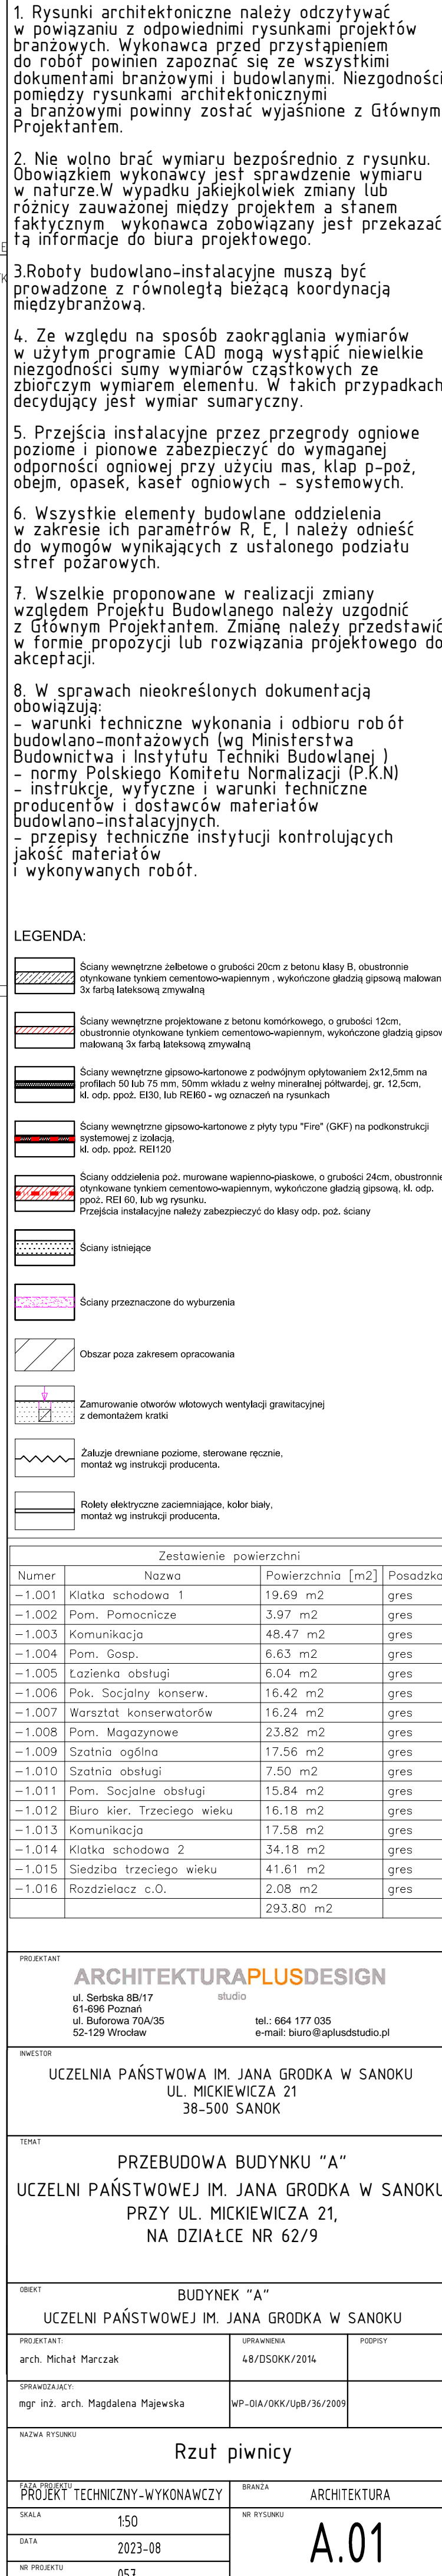 1. Rysunki architektoniczne należy odczytywać
w powiązaniu z odpowiednimi rysunkami projektów
branżowych. Wykonawca przed przystąpieniem
do robót powinien zapoznać się ze wszystkimi
dokumentami branżowymi i budowlanymi. Niezgodności
pomiędzy rysunkami architektonicznymi
a branżowymi powinny zostać wyjaśnione z Głównym
Projektantem.
2. Nie wolno brać wymiaru bezpośrednio z rysunku.
Obowiązkiem wykonawcy jest sprawdzenie wymiaru
w naturze.W wypadku jakiejkolwiek zmiany lub
różnicy zauważonej między projektem a stanem
faktycznym wykonawca zobowiązany jest przekazać
tą informacje do biura projektowego.
3.Roboty budowlano-instalacyjne muszą być
prowadzone z równoległą bieżącą koordynacją
międzybranżową.
4. Ze względu na sposób zaokrąglania wymiarów
w użytym programie CAD mogą wystąpić niewielkie
niezgodności sumy wymiarów cząstkowych ze
zbiorczym wymiarem elementu. W takich przypadkach
decydujący jest wymiar sumaryczny.
5. Przejścia instalacyjne przez przegrody ogniowe
poziome i pionowe zabezpieczyć do wymaganej
odporności ogniowej przy użyciu mas, klap p-poż,
obejm, opasek, kaset ogniowych - systemowych.
6. Wszystkie elementy budowlane oddzielenia
w zakresie ich parametrów R, E, I należy odnieść
do wymogów wynikających z ustalonego podziału
stref pożarowych.
7. Wszelkie proponowane w realizacji zmiany
względem Projektu Budowlanego należy uzgodnić
z Głównym Projektantem. Zmianę należy przedstawić
w formie propozycji lub rozwiązania projektowego do
akceptacji.
8. W sprawach nieokreślonych dokumentacją
obowiązują:
- warunki techniczne wykonania i odbioru robót
budowlano-montażowych (wg Ministerstwa
Budownictwa i Instytutu Techniki Budowlanej )
- normy Polskiego Komitetu Normalizacji (P.K.N)
- instrukcje, wytyczne i warunki techniczne
producentów i dostawców materiałów
budowlano-instalacyjnych.
- przepisy techniczne instytucji kontrolujących
jakość materiałów
i wykonywanych robót.
LEGENDA:
Ściany wewnętrzne żelbetowe o grubości 20cm z betonu klasy B, obustronnie
otynkowane tynkiem cementowo-wapiennym , wykończone gładzią gipsową malowan
3x farbą lateksową zmywalną
Ściany wewnętrzne projektowane z betonu komórkowego, o grubości 12cm,
obustronnie otynkowane tynkiem cementowo-wapiennym, wykończone gładzią gipsow
malowaną 3x farbą lateksową zmywalną
Ściany wewnętrzne gipsowo-kartonowe z podwójnym opłytowaniem 2x12,5mm na
profilach 50 lub 75 mm, 50mm wkładu z wełny mineralnej półtwardej, gr. 12,5cm,
kl. odp. ppoż. EI30, lub REI60 - wg oznaczeń na rysunkach
Ściany wewnętrzne gipsowo-kartonowe z płyty typu "Fire" (GKF) na podkonstrukcji
systemowej z izolacją,
kl. odp. ppoż. REI120
Ściany oddzielenia poż. murowane wapienno-piaskowe, o grubości 24cm, obustronnie
otynkowane tynkiem cementowo-wapiennym, wykończone gładzią gipsową, kl. odp.
ppoż. REI 60, lub wg rysunku.
Przejścia instalacyjne należy zabezpieczyć do klasy odp. poż. ściany
Ściany istniejące
Ściany przeznaczone do wyburzenia
Obszar poza zakresem opracowania
Zamurowanie otworów wlotowych wentylacji grawitacyjnej
z demontażem kratki
Żaluzje drewniane poziome, sterowane ręcznie,
montaż wg instrukcji producenta.
Rolety elektryczne zaciemniające, kolor biały,
montaż wg instrukcji producenta.
Zestawienie powierzchni
Numer Nazwa Powierzchnia [m2] Posadzka
-1.001 Klatka schodowa 1 19.69 m2 gres
-1.002 Pom. Pomocnicze 3.97 m2 gres
-1.003 Komunikacja 48.47 m2 gres
-1.004 Pom. Gosp. 6.63 m2 gres
-1.005 Łazienka obsługi 6.04 m2 gres
-1.006 Pok. Socjalny konserw. 16.42 m2 gres
-1.007 Warsztat konserwatorów 16.24 m2 gres
-1.008 Pom. Magazynowe 23.82 m2 gres
-1.009 Szatnia ogólna 17.56 m2 gres
-1.010 Szatnia obsługi 7.50 m2 gres
-1.011 Pom. Socjalne obsługi 15.84 m2 gres
-1.012 Biuro kier. Trzeciego wieku 16.18 m2 gres
-1.013 Komunikacja 17.58 m2 gres
-1.014 Klatka schodowa 2 34.18 m2 gres
-1.015 Siedziba trzeciego wieku 41.61 m2 gres
-1.016 Rozdzielacz c.O. 2.08 m2 gres
293.80 m2
PROJEKTANT
ARCHITEKTURAPLUSDESIGN
studio
ul. Serbska 8B/17
61-696 Poznań
ul. Buforowa 70A/35 tel.: 664 177 035
52-129 Wrocław e-mail: biuro@aplusdstudio.pl
INWESTOR
UCZELNIA PAŃSTWOWA IM. JANA GRODKA W SANOKU
UL. MICKIEWICZA 21
38-500 SANOK
TEMAT
PRZEBUDOWA BUDYNKU "A"
UCZELNI PAŃSTWOWEJ IM. JANA GRODKA W SANOKU
PRZY UL. MICKIEWICZA 21,
NA DZIAŁCE NR 62/9
OBIEKT
BUDYNEK "A"
UCZELNI PAŃSTWOWEJ IM. JANA GRODKA W SANOKU
PROJEKTANT: UPRAWNIENIA PODPISY
arch. Michał Marczak 48/DSOKK/2014
SPRAWDZAJĄCY:
mgr inż. arch. Magdalena Majewska WP-OIA/OKK/UpB/36/2009
NAZWA RYSUNKU
Rzut piwnicy
FAZA PROJEKTU BRANŻA
PROJEKT TECHNICZNY-WYKONAWCZY ARCHITEKTURA
SKALA 1:50 NR RYSUNKU
A.01
DATA 2023-08
NR PROJEKTU 057